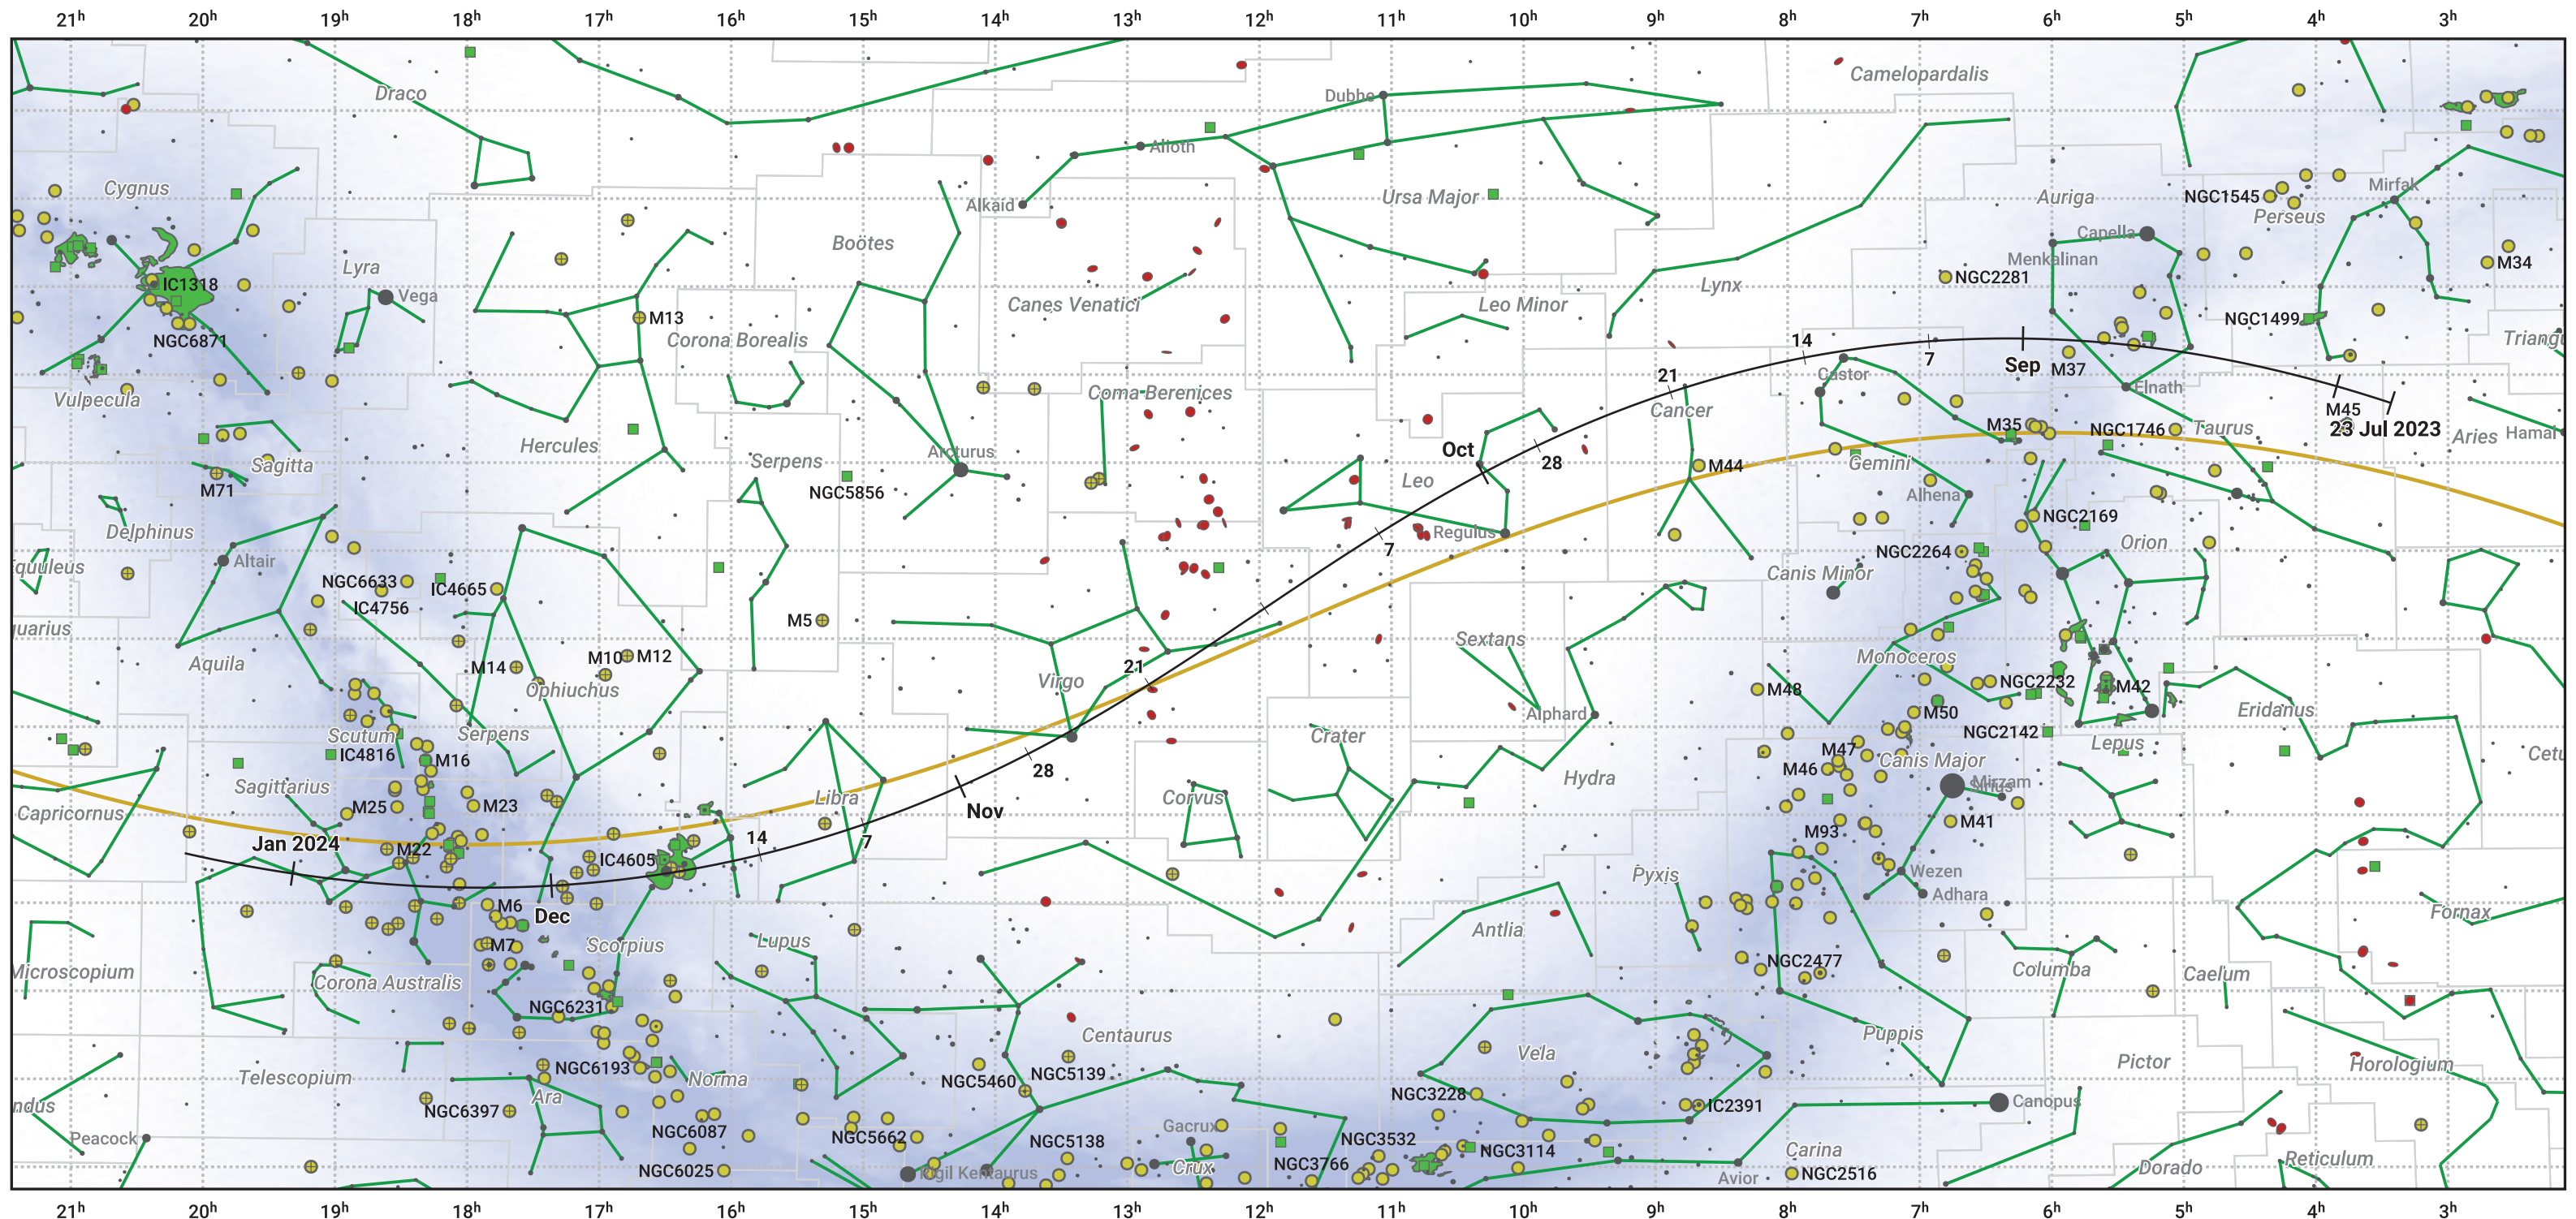 21h 20h 19h 18h 17h 16h 15h 14h 13h 12h 11h 10h 9h 8h 7h 6h 5h 4h 3h
Draco
Dubhe
Camelopardalis
Alioth
Cygnus
Alkaid
Ursa Major
Auriga
NGC1545
Mirfak
Perseus
Boötes
Capella
Menkalinan
Lyra
Vega
IC1318
M13
Canes Venatici
Leo Minor
Lynx
NGC2281
M34
NGC1499
NGC6871
Corona Borealis
Triangu
14
7
Sep
M37
Castor
Elnath
21
Vulpecula
Coma Berenices
Cancer
M45
23 Jul 2023
Hercules
Arcturus
Oct
28
M35
NGC1746
Taurus
Aries
Hamal
Sagitta
M71
Serpens
NGC5856
Leo
M44
Gemini
Alhena
Delphinus
Altair
Regulus
7
NGC2169
Orion
NGC2264
Canis Minor
quuleus
NGC6633
IC4756
IC4665
M5
quarius
Aquila
M14
M10
M12
Ophiuchus
Virgo
21
Sextans
Monoceros
M48
NGC2232
M42
Alphard
M50
NGC2142
Eridanus
Lepus
Scutum
IC4816
Serpens
M16
Crater
M47
M46
Canis Major
Cetu
28
Hydra
Sagittarius
M25
M23
Capricornus
Libra
Nov
Corvus
Mirzam
M93
M41
Jan 2024
M22
14
7
IC4605
Pyxis
Wezen
Adhara
M6
Dec
M7
Scorpius
Lupus
Antlia
Fornax
Microscopium
Corona Australis
NGC2477
Columba
Caelum
NGC6231
Centaurus
Vela
Puppis
Pictor
Horologium
Telescopium
NGC6193
Norma
NGC5460
NGC5139
ndus
NGC6397
Ara
NGC3228
IC2391
Canopus
Peacock
NGC6087
NGC5662
NGC5138
Gacrux
NGC3532
NGC3114
Carina
NGC6025
Rigil Kentaurus
Crux
NGC3766
Avior
NGC2516
Dorado
Reticulum
21h 20h 19h 18h 17h 16h 15h 14h 13h 12h 11h 10h 9h 8h 7h 6h 5h 4h 3h